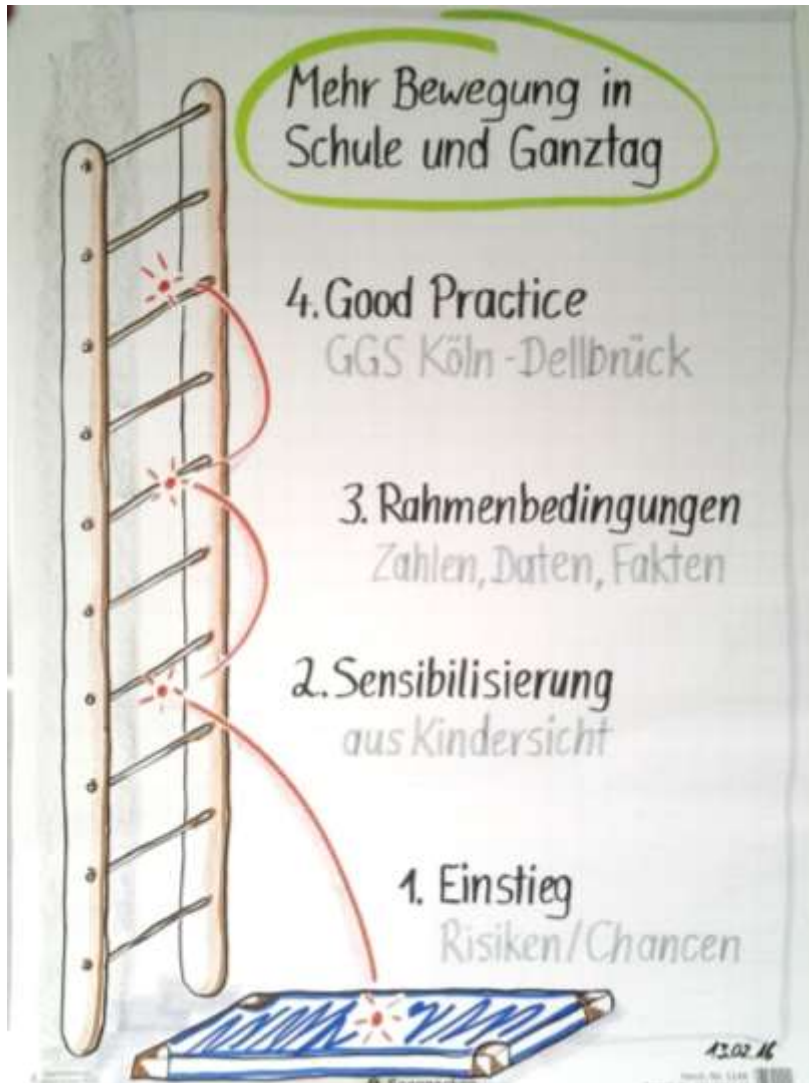 Mehr Bewegung in
Schule und Ganztag
4. Good Practice
GGS Köln-Dellbrück
3. Rahmenbedingungen
Zahlen, Daten, Fakten
2. Sensibilisierung
aus Kindersicht
1. Einstieg
Risiken/Chancen
13.02.16